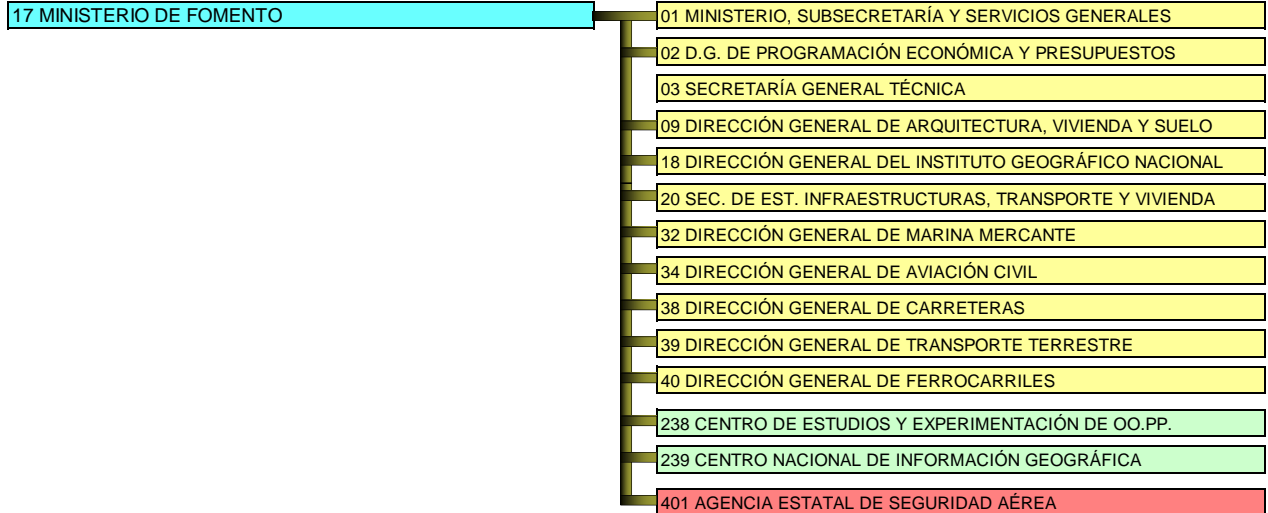 17 MINISTERIO DE FOMENTO
01 MINISTERIO, SUBSECRETARÍA Y SERVICIOS GENERALES
02 D.G. DE PROGRAMACIÓN ECONÓMICA Y PRESUPUESTOS
03 SECRETARÍA GENERAL TÉCNICA
09 DIRECCIÓN GENERAL DE ARQUITECTURA, VIVIENDA Y SUELO
18 DIRECCIÓN GENERAL DEL INSTITUTO GEOGRÁFICO NACIONAL
20 SEC. DE EST. INFRAESTRUCTURAS, TRANSPORTE Y VIVIENDA
32 DIRECCIÓN GENERAL DE MARINA MERCANTE
34 DIRECCIÓN GENERAL DE AVIACIÓN CIVIL
38 DIRECCIÓN GENERAL DE CARRETERAS
39 DIRECCIÓN GENERAL DE TRANSPORTE TERRESTRE
40 DIRECCIÓN GENERAL DE FERROCARRILES
238 CENTRO DE ESTUDIOS Y EXPERIMENTACIÓN DE OO.PP.
239 CENTRO NACIONAL DE INFORMACIÓN GEOGRÁFICA
401 AGENCIA ESTATAL DE SEGURIDAD AÉREA